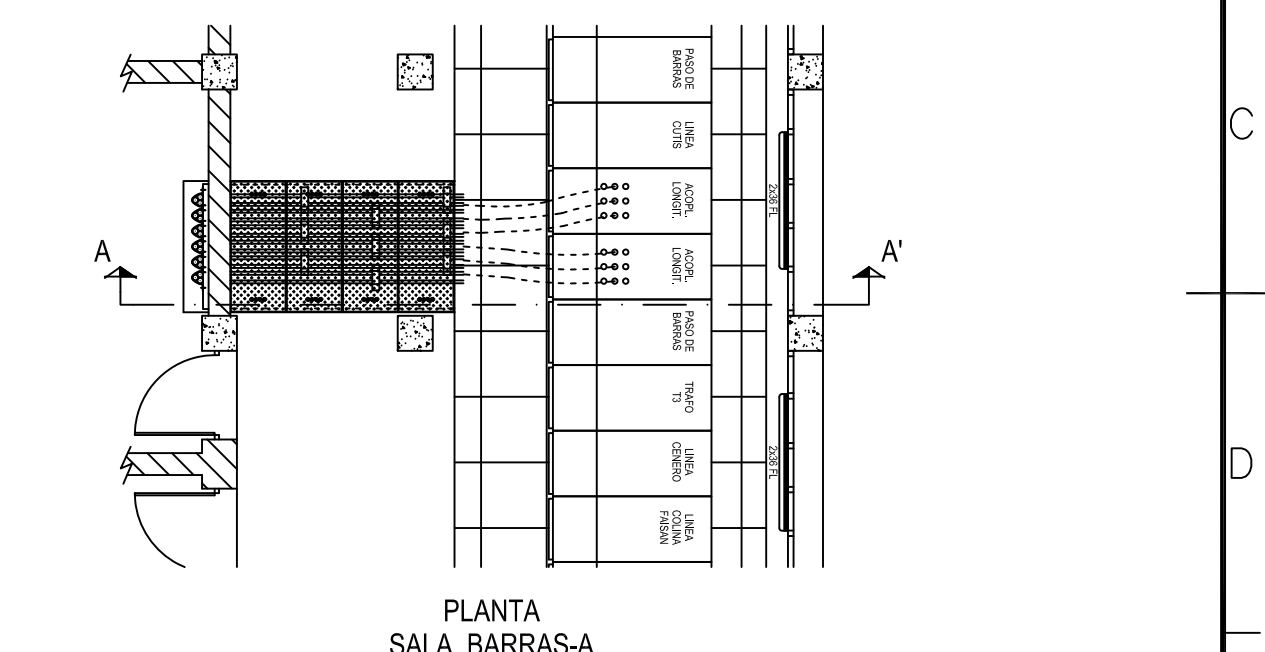 PASO DE
BARRAS
LINEA
CUTIS
ACOPL.
LONGIT.
ACOPL.
LONGIT.
PASO DE
BARRAS
TRAFO
T3
LINEA
CENERO
LINEA
COLINA
FAISAN
2x36 FL
2x36 FL
A
A'
C
D
PLANTA
SALA BARRAS-A